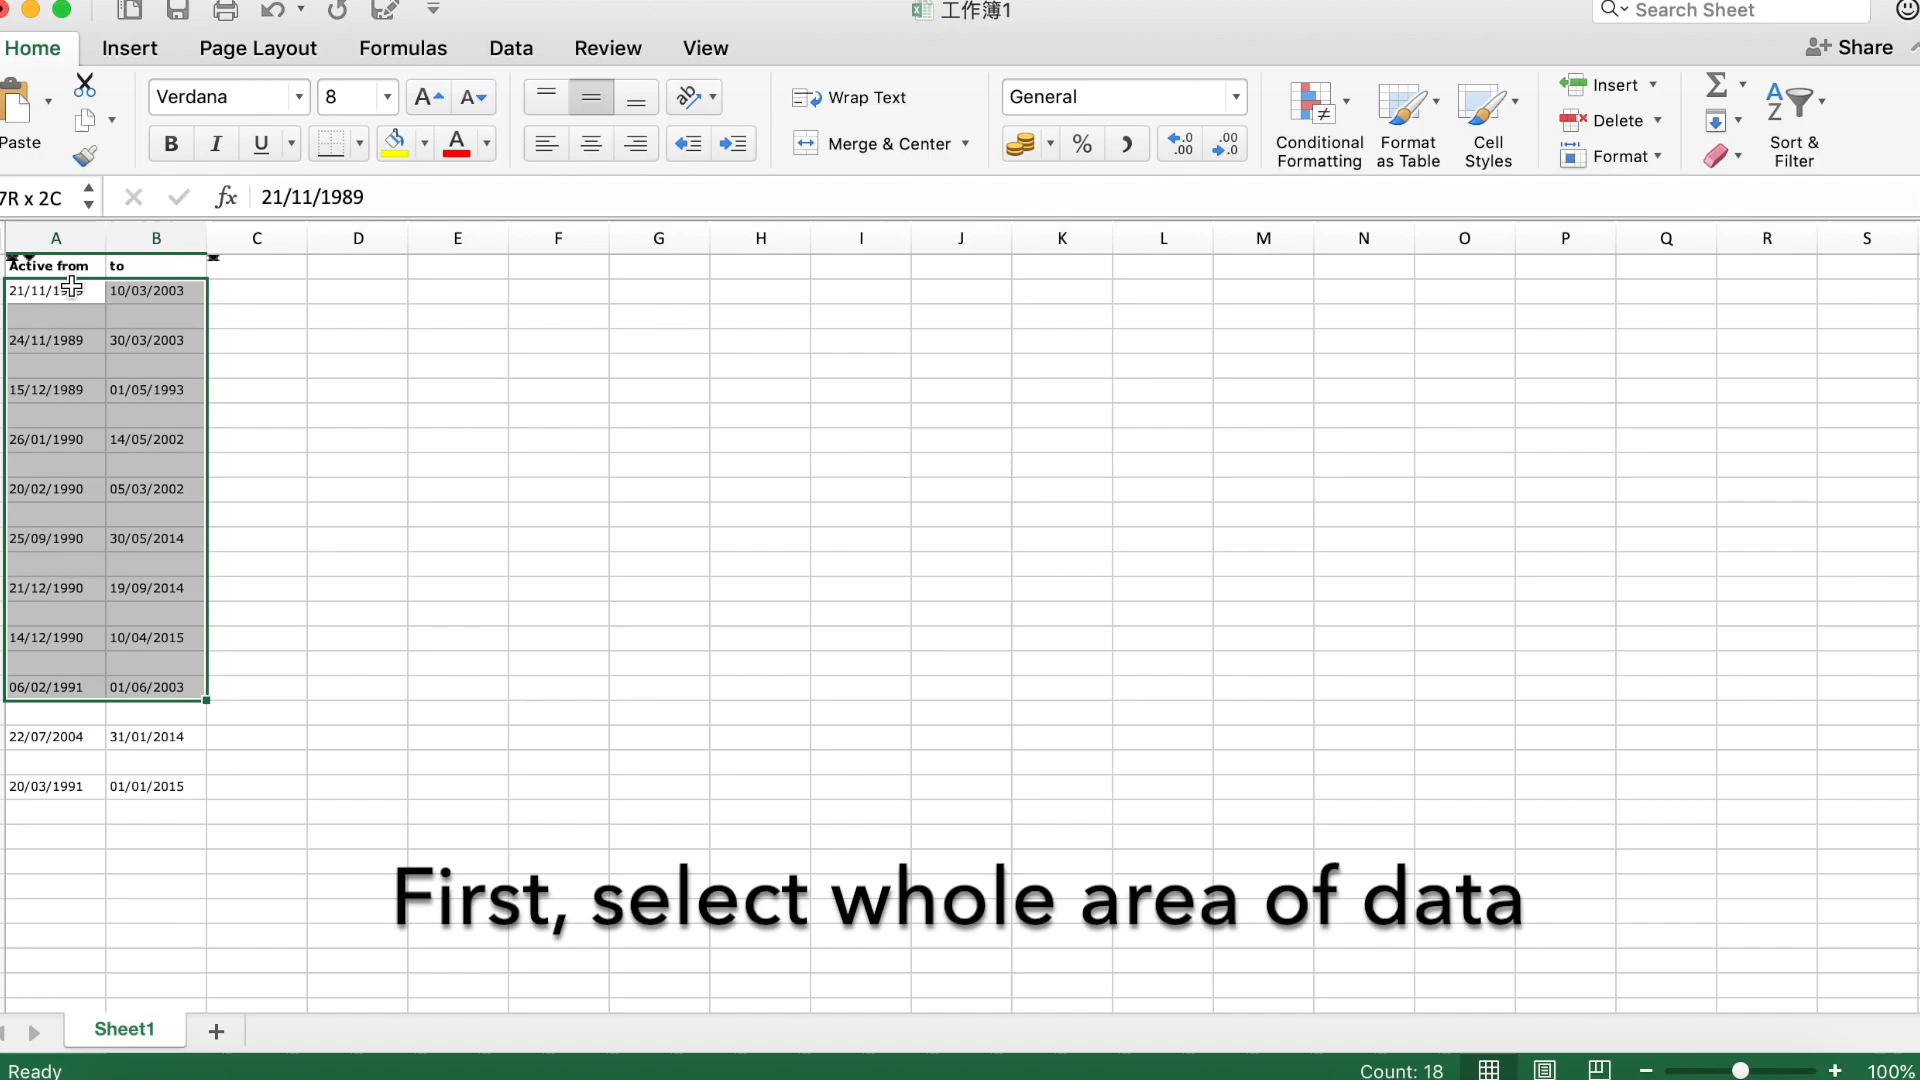 工作簿1
Search Sheet
Home Insert Page Layout Formulas Data Review View
Share
Paste
Verdana 8
Wrap Text
General
Insert
B I U
Merge & Center
%
Conditional Formatting
Format as Table
Cell Styles
Delete
Format
Sort & Filter
7R x 2C fx 21/11/1989
A B C D E F G H I J K L M N O P Q R S
Active from to
21/11/1989 10/03/2003
24/11/1989 30/03/2003
15/12/1989 01/05/1993
26/01/1990 14/05/2002
20/02/1990 05/03/2002
25/09/1990 30/05/2014
21/12/1990 19/09/2014
14/12/1990 10/04/2015
06/02/1991 01/06/2003
22/07/2004 31/01/2014
20/03/1991 01/01/2015
First, select whole area of data
Sheet1 +
Ready Count: 18 100%